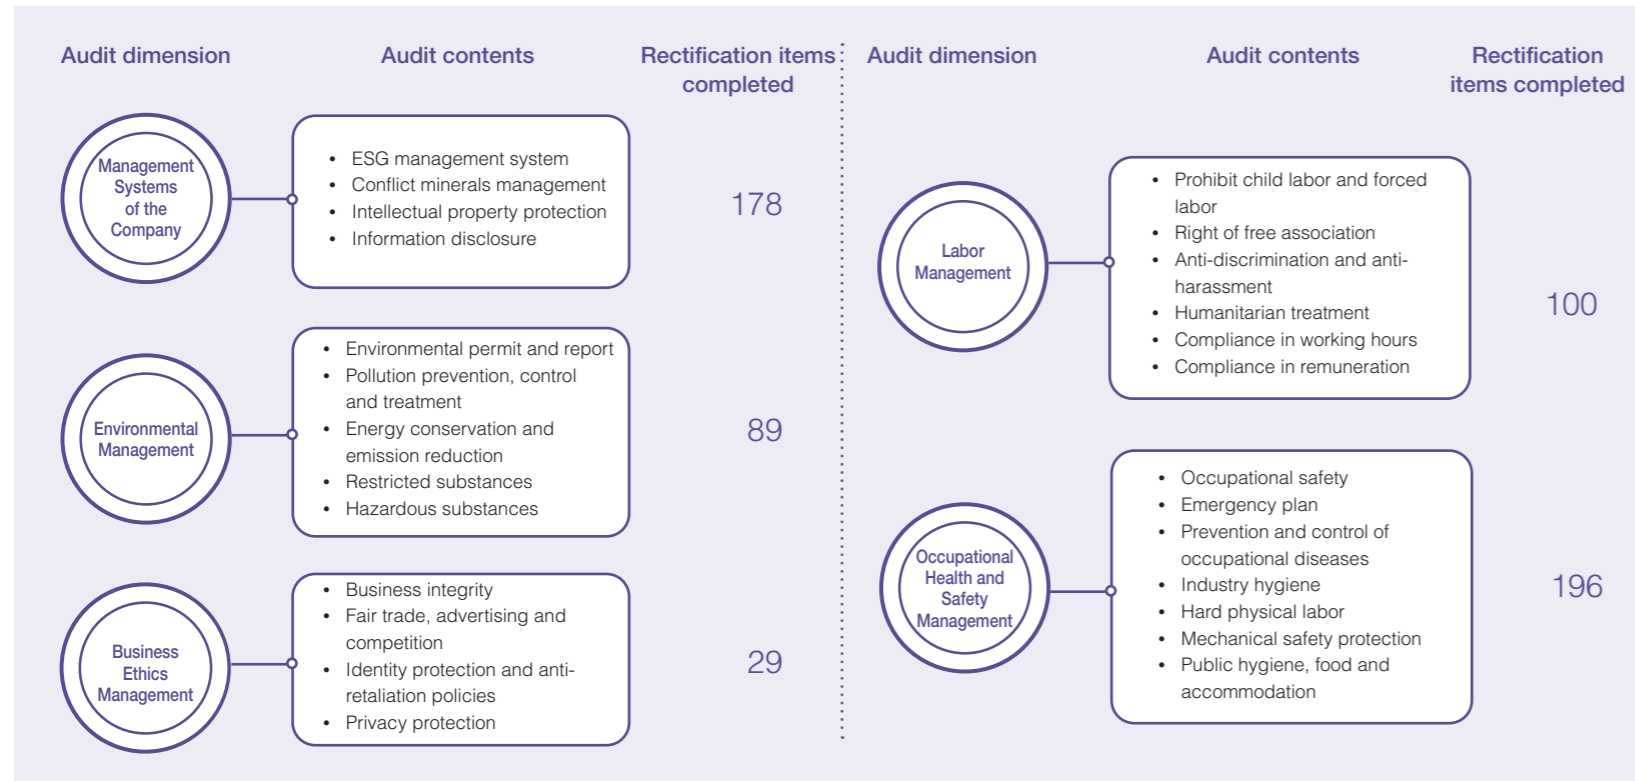 Audit dimension
Audit contents
Rectification items
completed
Management
Systems
of the
Company
• ESG management system
• Conflict minerals management
• Intellectual property protection
• Information disclosure
178
Environmental
Management
• Environmental permit and report
• Pollution prevention, control
and treatment
• Energy conservation and
emission reduction
• Restricted substances
• Hazardous substances
89
Business
Ethics
Management
• Business integrity
• Fair trade, advertising and
competition
• Identity protection and anti-
retaliation policies
• Privacy protection
29
Audit dimension
Audit contents
Rectification
items completed
Labor
Management
• Prohibit child labor and forced
labor
• Right of free association
• Anti-discrimination and anti-
harassment
• Humanitarian treatment
• Compliance in working hours
• Compliance in remuneration
100
Occupational
Health and
Safety
Management
• Occupational safety
• Emergency plan
• Prevention and control of
occupational diseases
• Industry hygiene
• Hard physical labor
• Mechanical safety protection
• Public hygiene, food and
accommodation
196